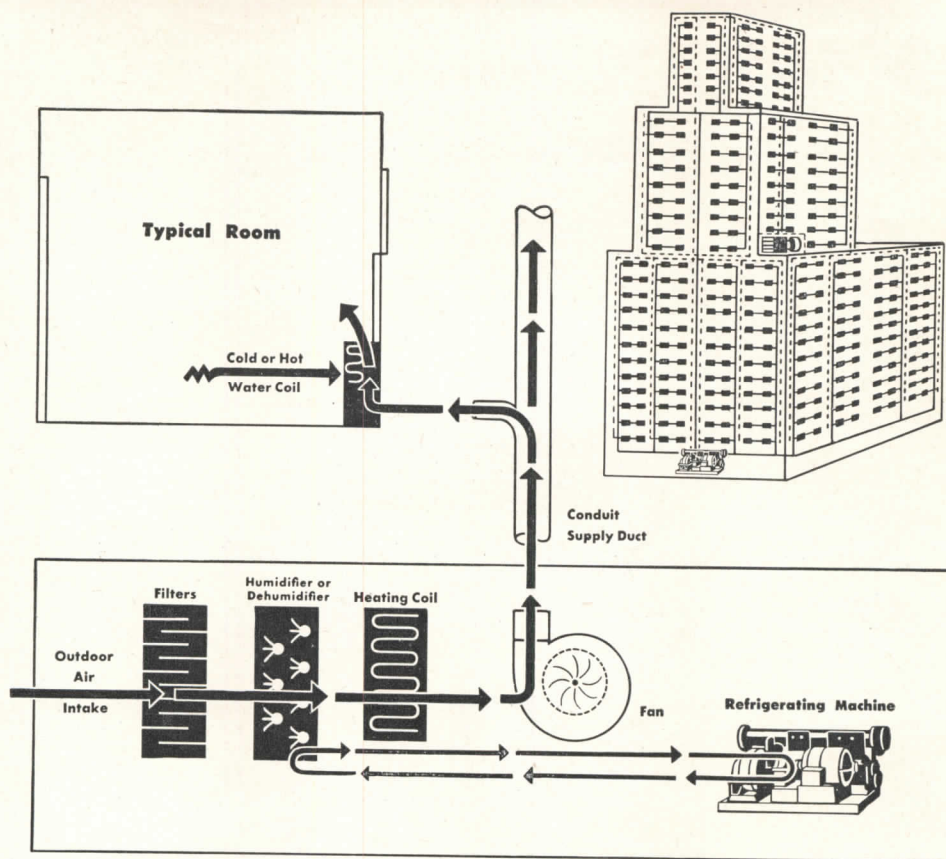 Typical Room
Cold or Hot
Water Coil
Conduit
Supply Duct
Filters
Humidifier or
Dehumidifier
Heating Coil
Outdoor
Air
Intake
Fan
Refrigerating Machine